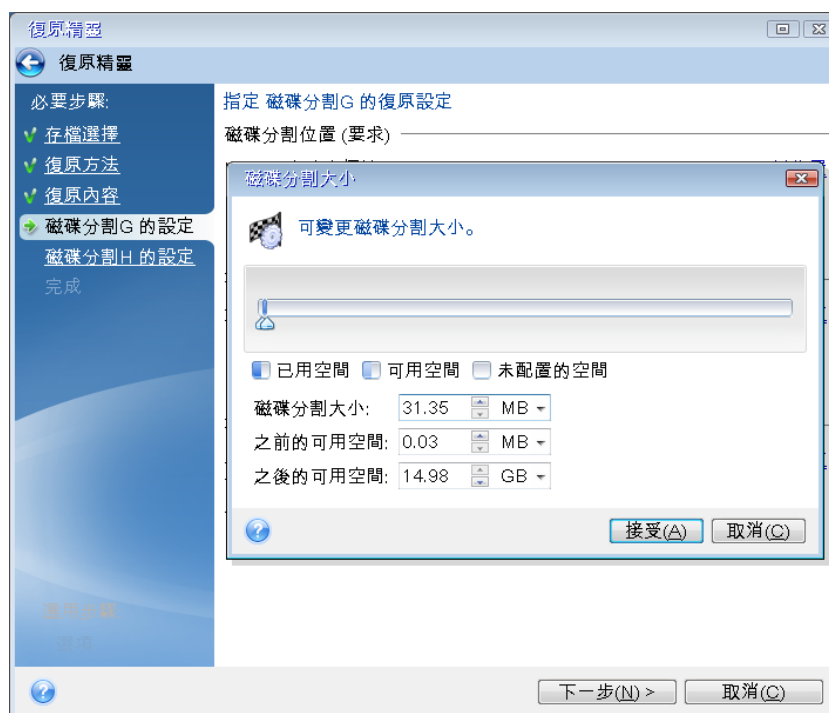 復原精靈
復原精靈
必要步驟:
存檔選擇
復原方法
復原內容
磁碟分割G 的設定
磁碟分割H 的設定
完成
指定 磁碟分割G 的復原設定
磁碟分割位置 (要求)
磁碟分割大小
可變更磁碟分割大小。
已用空間 可用空間 未配置的空間
磁碟分割大小: 31.35 MB
之前的可用空間: 0.03 MB
之後的可用空間: 14.98 GB
接受(A) 取消(C)
選項
下一步(N) > 取消(C)